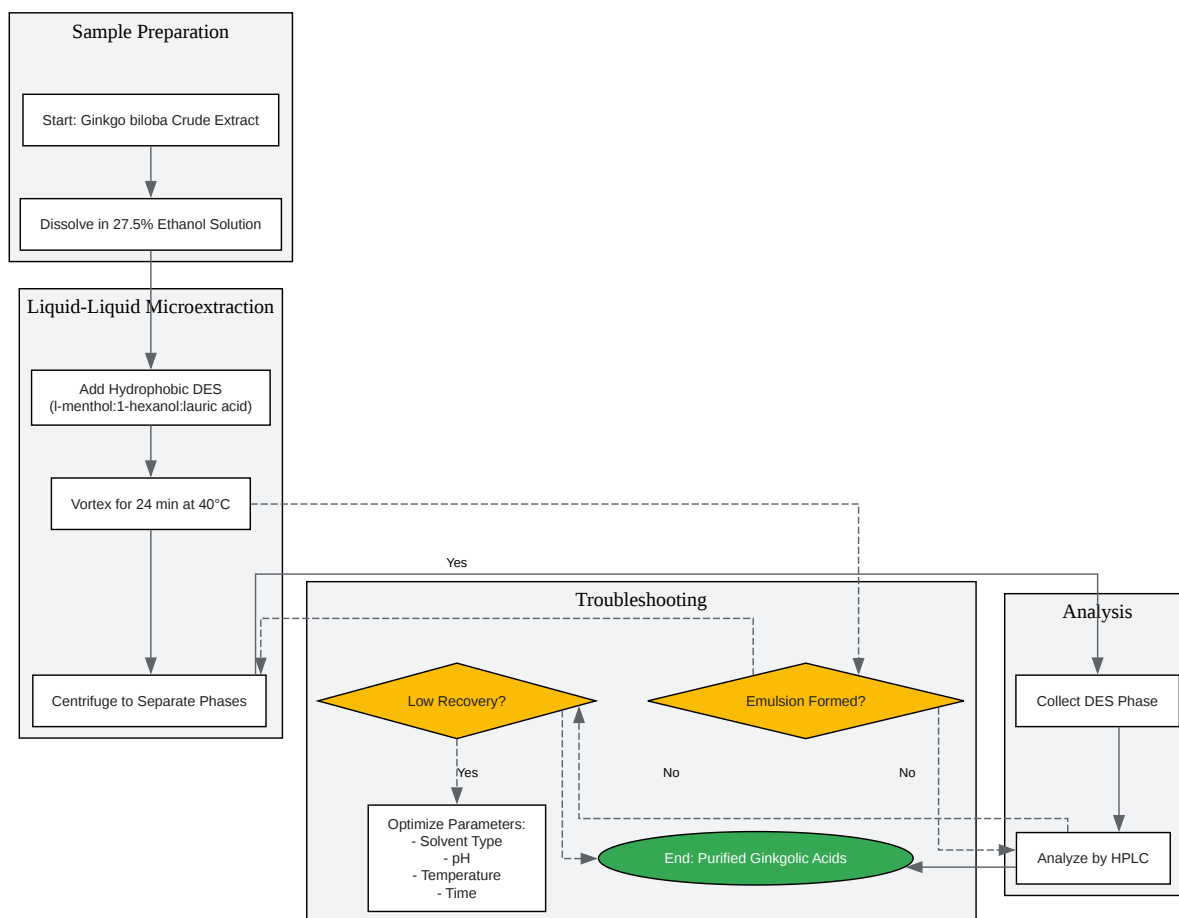 Sample Preparation
Start: Ginkgo biloba Crude Extract
Dissolve in 27.5% Ethanol Solution
Liquid-Liquid Microextraction
Add Hydrophobic DES
(l-menthol:1-hexanol:lauric acid)
Vortex for 24 min at 40°C
Centrifuge to Separate Phases
Yes
Troubleshooting
Low Recovery?
Emulsion Formed?
Yes
No
No
Optimize Parameters:
- Solvent Type
- pH
- Temperature
- Time
End: Purified Ginkgolic Acids
Analysis
Collect DES Phase
Analyze by HPLC